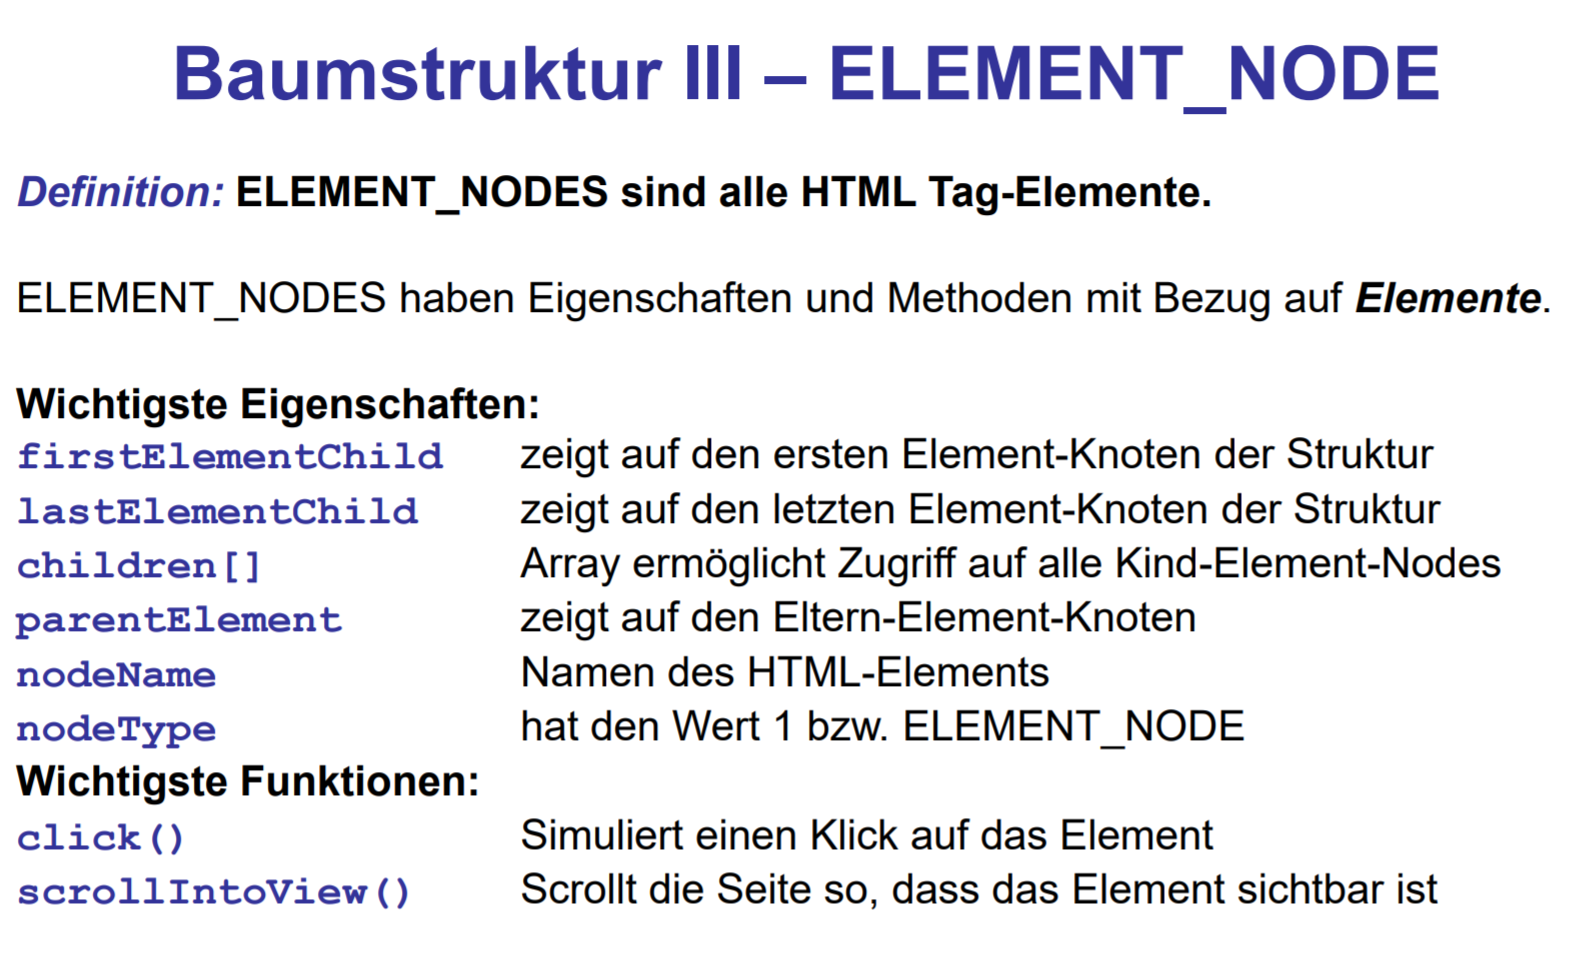 Baumstruktur III – ELEMENT_NODE
Definition: ELEMENT_NODES sind alle HTML Tag-Elemente.
ELEMENT_NODES haben Eigenschaften und Methoden mit Bezug auf Elemente.
Wichtigste Eigenschaften:
firstElementChild zeigt auf den ersten Element-Knoten der Struktur
lastElementChild zeigt auf den letzten Element-Knoten der Struktur
children[] Array ermöglicht Zugriff auf alle Kind-Element-Nodes
parentElement zeigt auf den Eltern-Element-Knoten
nodeName Namen des HTML-Elements
nodeType hat den Wert 1 bzw. ELEMENT_NODE
Wichtigste Funktionen:
click() Simuliert einen Klick auf das Element
scrollIntoView() Scrollt die Seite so, dass das Element sichtbar ist